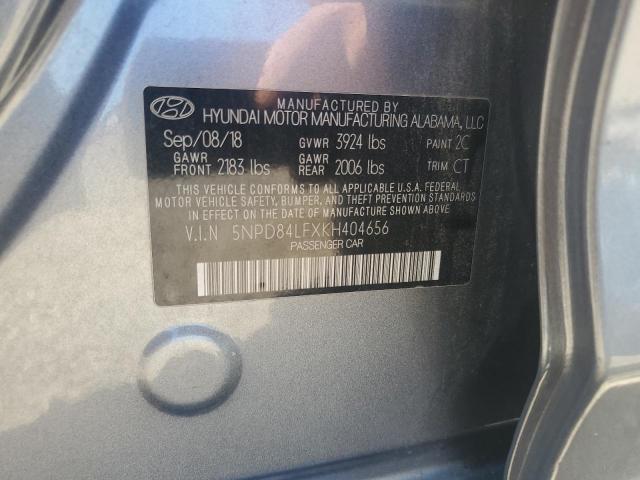 MANUFACTURED BY
HYUNDAI MOTOR MANUFACTURING ALABAMA, LLC
Sep/08/18 GVWR 3924 lbs PAINT 2C
GAWR FRONT 2183 lbs GAWR REAR 2006 lbs TRIM CT
THIS VEHICLE CONFORMS TO ALL APPLICABLE U.S.A. FEDERAL
MOTOR VEHICLE SAFETY, BUMPER, AND THEFT PREVENTION STANDARDS
IN EFFECT ON THE DATE OF MANUFACTURE SHOWN ABOVE.
V.I.N 5NPD84LFXKH404656
PASSENGER CAR